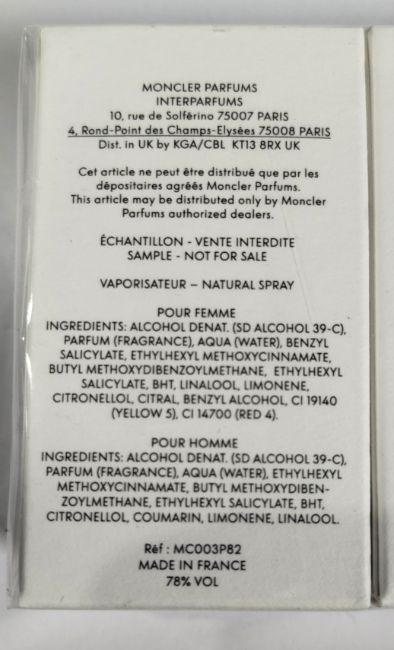 MONCLER PARFUMS
INTERPARFUMS
10, rue de Solférino 75007 PARIS
4, Rond-Point des Champs-Elysées 75008 PARIS
Dist. in UK by KGA/CBL KT13 8RX UK
Cet article ne peut être distribué que par les
dépositaires agréés Moncler Parfums.
This article may be distributed only by Moncler
Parfums authorized dealers.
ÉCHANTILLON - VENTE INTERDITE
SAMPLE - NOT FOR SALE
VAPORISATEUR – NATURAL SPRAY
POUR FEMME
INGREDIENTS: ALCOHOL DENAT. (SD ALCOHOL 39-C),
PARFUM (FRAGRANCE), AQUA (WATER), BENZYL
SALICYLATE, ETHYLHEXYL METHOXYCINNAMATE,
BUTYL METHOXYDIBENZOYLMETHANE, ETHYLHEXYL
SALICYLATE, BHT, LINALOOL, LIMONENE,
CITRONELLOL, CITRAL, BENZYL ALCOHOL, CI 19140
(YELLOW 5), CI 14700 (RED 4).
POUR HOMME
INGREDIENTS: ALCOHOL DENAT. (SD ALCOHOL 39-C),
PARFUM (FRAGRANCE), AQUA (WATER), ETHYLHEXYL
METHOXYCINNAMATE, BUTYL METHOXYDIBEN-
ZOYLMETHANE, ETHYLHEXYL SALICYLATE, BHT,
CITRONELLOL, COUMARIN, LIMONENE, LINALOOL.
Réf : MC003P82
MADE IN FRANCE
78% VOL